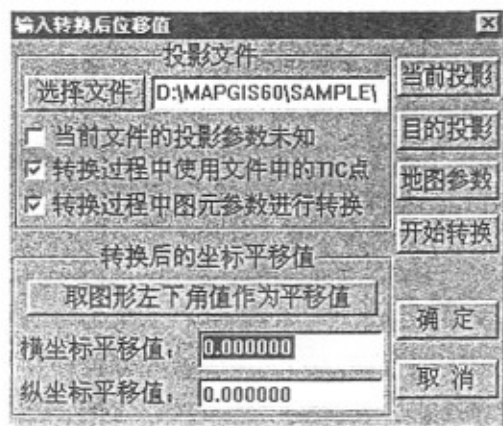 输入转换后位移值
投影文件
选择文件 D:\MAPGIS60\SAMPLE\
当前文件的投影参数未知
转换过程中使用文件中的TIC点
转换过程中图元参数进行转换
转换后的坐标平移值
取图形左下角值作为平移值
横坐标平移值: 0.000000
纵坐标平移值: 0.000000
当前投影
目的投影
地图参数
开始转换
确 定
取 消